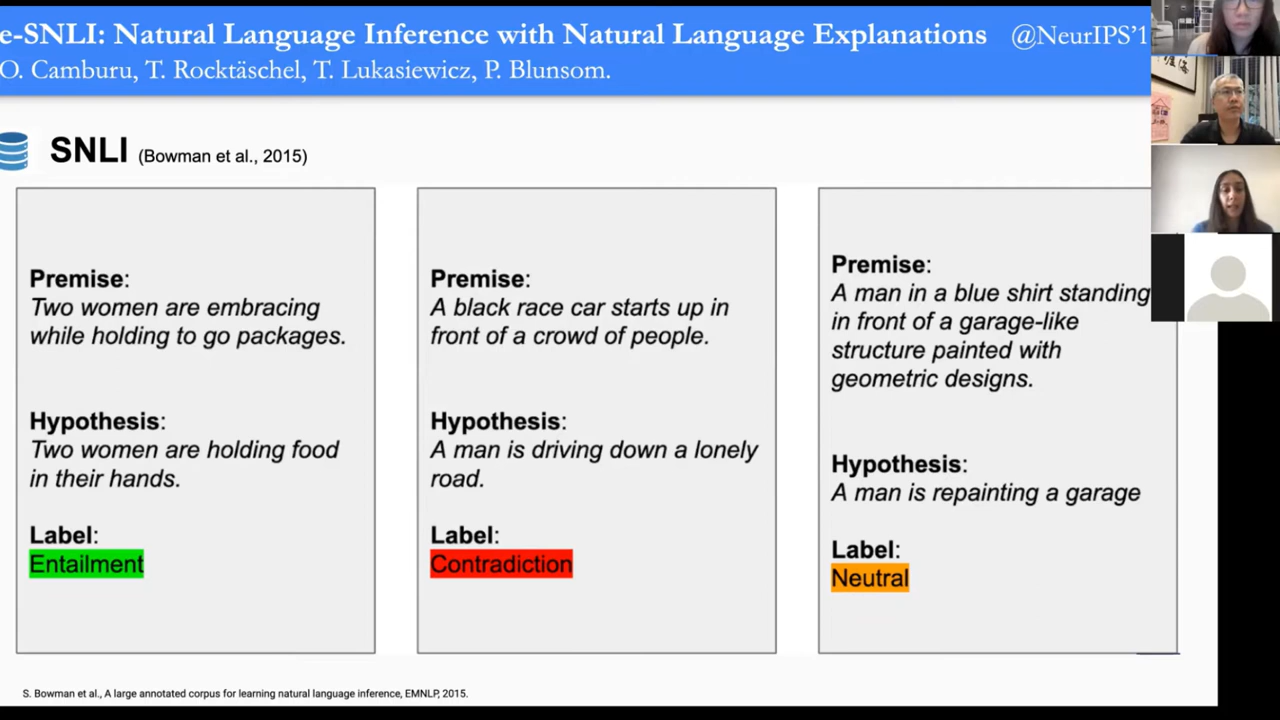 e-SNLI: Natural Language Inference with Natural Language Explanations @NeurIPS'1
O. Camburu, T. Rocktäschel, T. Lukasiewicz, P. Blunsom.
SNLI (Bowman et al., 2015)
Premise:
Two women are embracing
while holding to go packages.
Hypothesis:
Two women are holding food
in their hands.
Label:
Entailment
Premise:
A black race car starts up in
front of a crowd of people.
Hypothesis:
A man is driving down a lonely
road.
Label:
Contradiction
Premise:
A man in a blue shirt standing
in front of a garage-like
structure painted with
geometric designs.
Hypothesis:
A man is repainting a garage
Label:
Neutral
S. Bowman et al., A large annotated corpus for learning natural language inference, EMNLP, 2015.